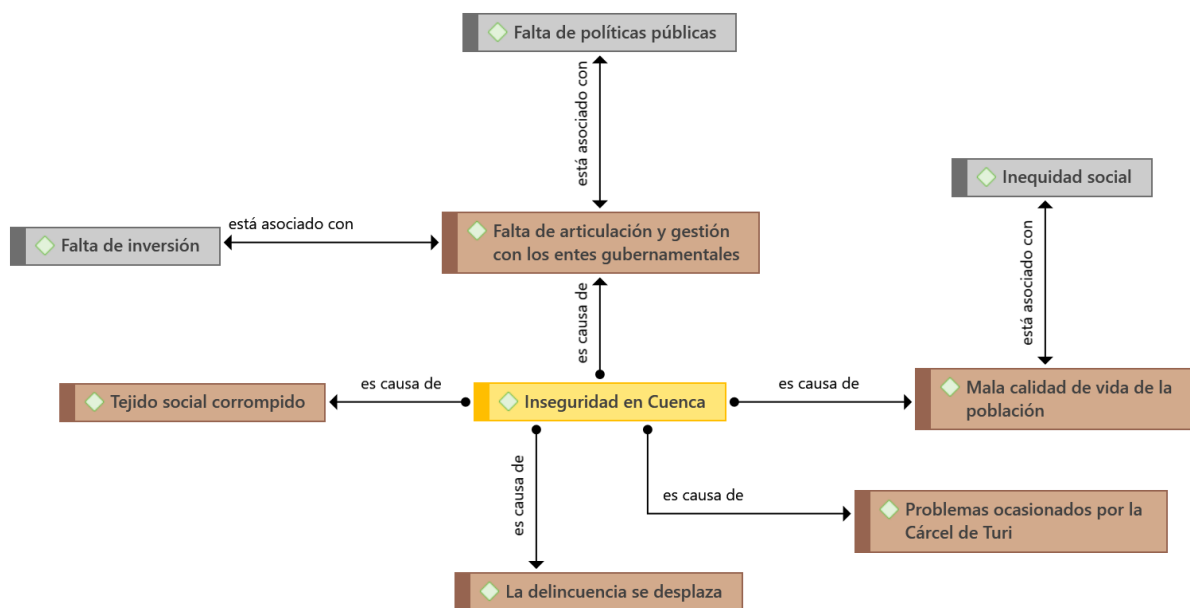 Falta de políticas públicas
está asociado con
Inequidad social
está asociado con
Falta de inversión
está asociado con
Falta de articulación y gestión
con los entes gubernamentales
es causa de
Tejido social corrompido
es causa de
Inseguridad en Cuenca
es causa de
Mala calidad de vida de la
población
es causa de
es causa de
Problemas ocasionados por la
Cárcel de Turi
La delincuencia se desplaza